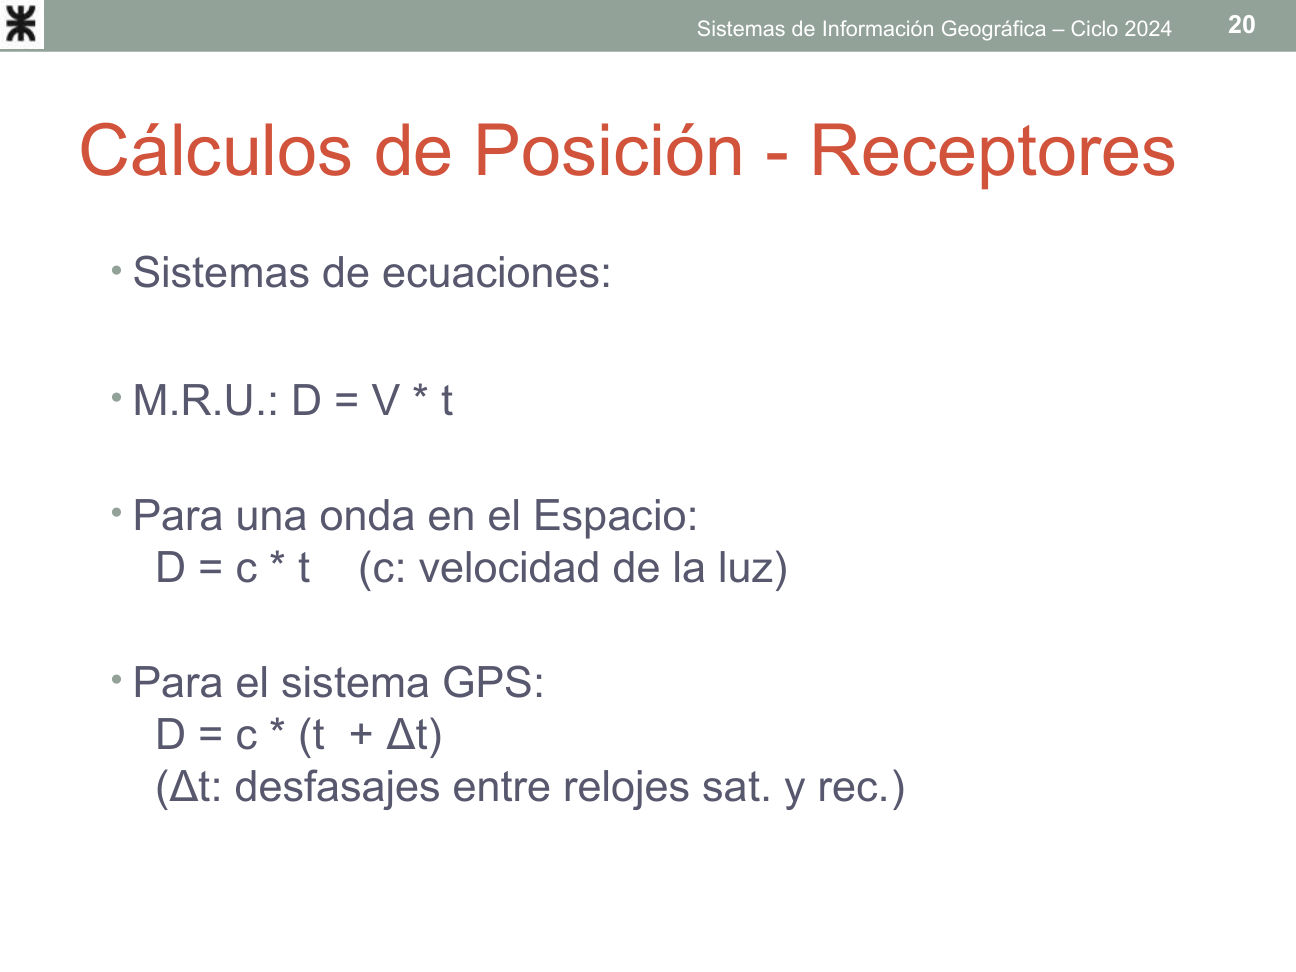 Sistemas de Información Geográfica – Ciclo 2024
20
Cálculos de Posición - Receptores
• Sistemas de ecuaciones:
• M.R.U.: D = V * t
• Para una onda en el Espacio:
D = c * t    (c: velocidad de la luz)
• Para el sistema GPS:
D = c * (t  + Δt)
(Δt: desfasajes entre relojes sat. y rec.)